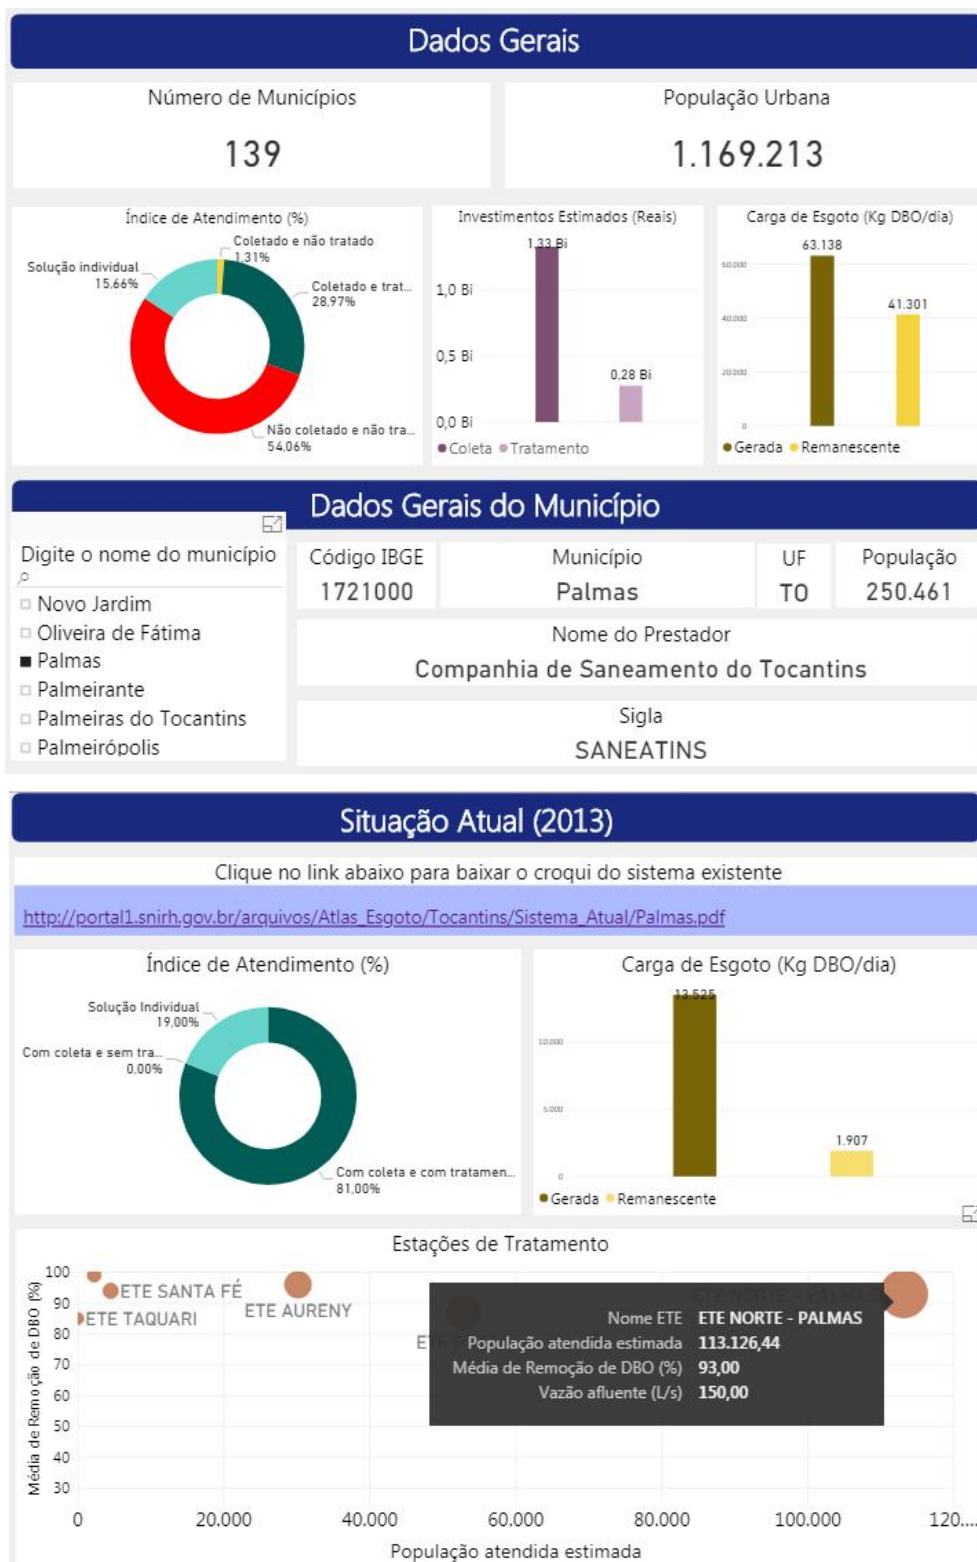 Dados Gerais
Número de Municípios
139
População Urbana
1.169.213
Índice de Atendimento (%)
Coletado e não tratado
1,31%
Solução individual
15,66%
Coletado e trat...
28,97%
Não coletado e não tra...
54,06%
Investimentos Estimados (Reais)
1,33 Bi
1,0 Bi
0,5 Bi
0,28 Bi
0,0 Bi
Coleta Tratamento
Carga de Esgoto (Kg DBO/dia)
63.138
60.000
41.301
40.000
20.000
0
Gerada Remanescente
Dados Gerais do Município
Digite o nome do município
Novo Jardim
Oliveira de Fátima
Palmas
Palmeirante
Palmeiras do Tocantins
Palmeirópolis
Código IBGE
1721000
Município
Palmas
UF
TO
População
250.461
Nome do Prestador
Companhia de Saneamento do Tocantins
Sigla
SANEATINS
Situação Atual (2013)
Clique no link abaixo para baixar o croqui do sistema existente
http://portal1.snirh.gov.br/arquivos/Atlas_Esgoto/Tocantins/Sistema_Atual/Palmas.pdf
Índice de Atendimento (%)
Solução Individual
19,00%
Com coleta e sem tra...
0,00%
Com coleta e com tratamen...
81,00%
Carga de Esgoto (Kg DBO/dia)
13.525
10.000
5.000
1.907
0
Gerada Remanescente
Estações de Tratamento
Média de Remoção de DBO (%)
100
90
80
70
60
50
40
30
ETE SANTA FÉ
ETE TAQUARI
ETE AURENY
ETE NORTE - PALMAS
Nome ETE ETE NORTE - PALMAS
População atendida estimada 113.126,44
Média de Remoção de DBO (%) 93,00
Vazão afluente (L/s) 150,00
0 20.000 40.000 60.000 80.000 100.000 120....
População atendida estimada